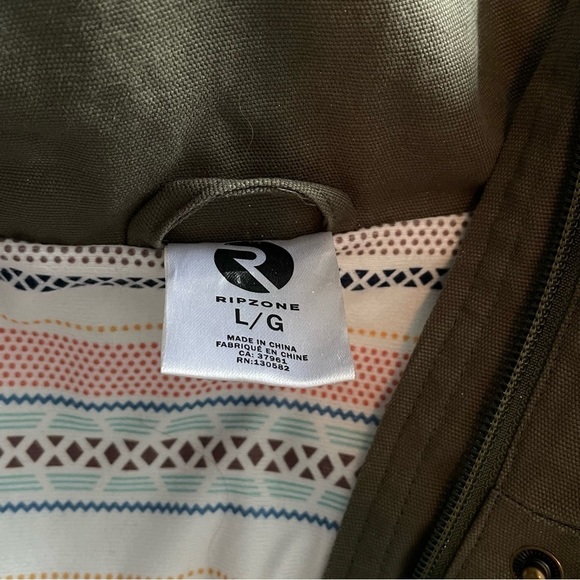 R
RIPZONE
L/G
MADE IN CHINA
FABRIQUÉ EN CHINE
CA: 37961
RN:130582